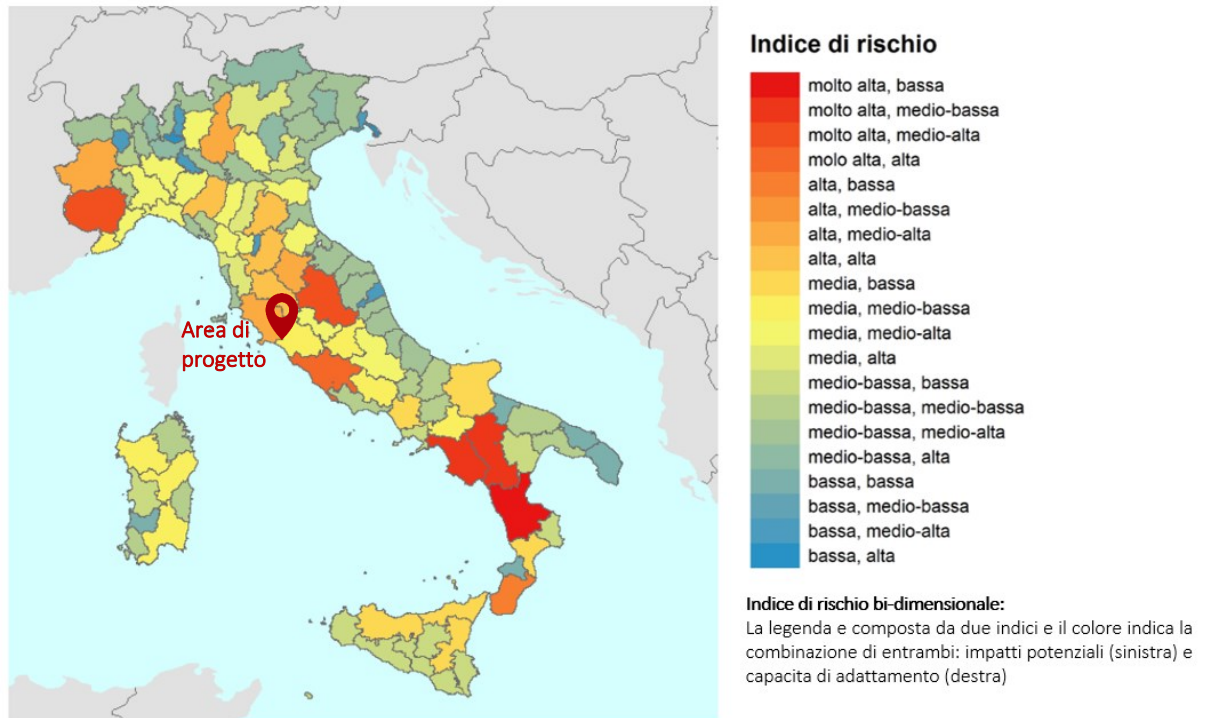 Area di
progetto
Indice di rischio
molto alta, bassa
molto alta, medio-bassa
molto alta, medio-alta
molo alta, alta
alta, bassa
alta, medio-bassa
alta, medio-alta
alta, alta
media, bassa
media, medio-bassa
media, medio-alta
media, alta
medio-bassa, bassa
medio-bassa, medio-bassa
medio-bassa, medio-alta
medio-bassa, alta
bassa, bassa
bassa, medio-bassa
bassa, medio-alta
bassa, alta
Indice di rischio bi-dimensionale:
La legenda e composta da due indici e il colore indica la
combinazione di entrambi: impatti potenziali (sinistra) e
capacita di adattamento (destra)